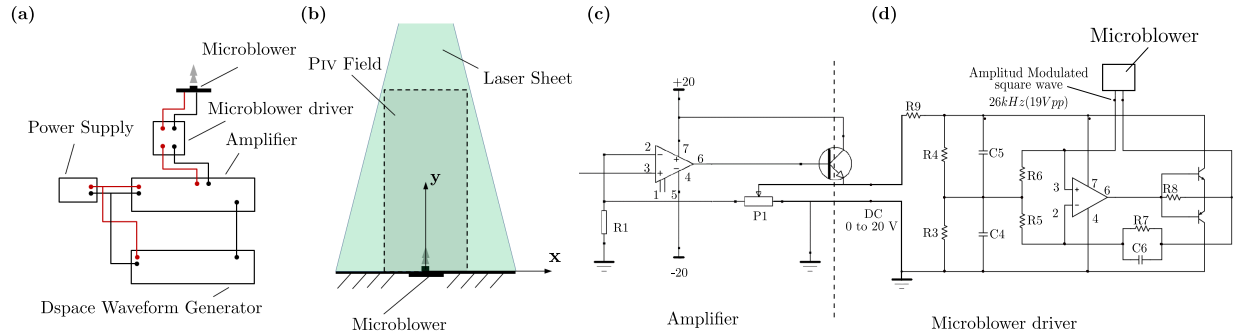 (a)
Microblower
Microblower driver
Power Supply
Amplifier
Dspace Waveform Generator
(b)
PIV Field
Laser Sheet
y
x
Microblower
(c)
+20
2
7
6
3
4
1
5
R1
P1
DC
0 to 20 V
-20
Amplifier
(d)
Microblower
Amplitud Modulated
square wave
26kHz(19Vpp)
R9
R4
C5
R6
3
7
6
R8
2
R5
4
R7
R3
C4
C6
Microblower driver